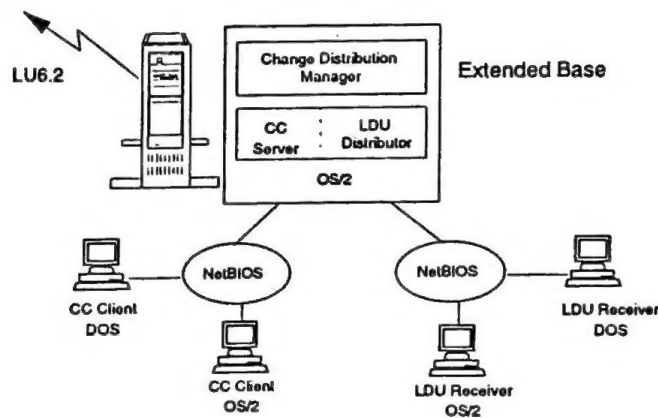 LU6.2
Change Distribution
Manager
Extended Base
CC
Server
LDU
Distributor
OS/2
NetBIOS
NetBIOS
CC Client
DOS
LDU Receiver
DOS
CC Client
OS/2
LDU Receiver
OS/2